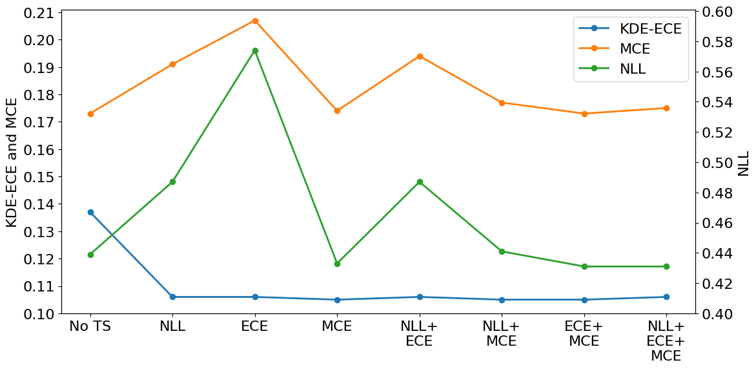 KDE-ECE and MCE
0.21
0.20
0.19
0.18
0.17
0.16
0.15
0.14
0.13
0.12
0.11
0.10
KDE-ECE
MCE
NLL
0.60
0.58
0.56
0.54
0.52
0.50
0.48
0.46
0.44
0.42
0.40
NLL
No TS
NLL
ECE
MCE
NLL+
ECE
NLL+
MCE
ECE+
MCE
NLL+
ECE+
MCE